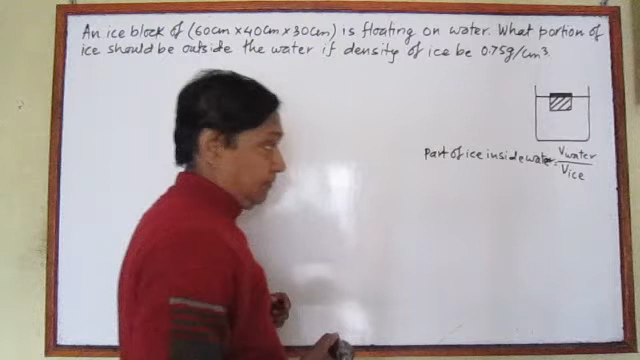 An ice block of (60cm×40cm×30cm) is floating on water. What portion of
ice should be outside the water if density of ice be 0.75g/cm³.
Part of ice inside water = Vwater
Vice